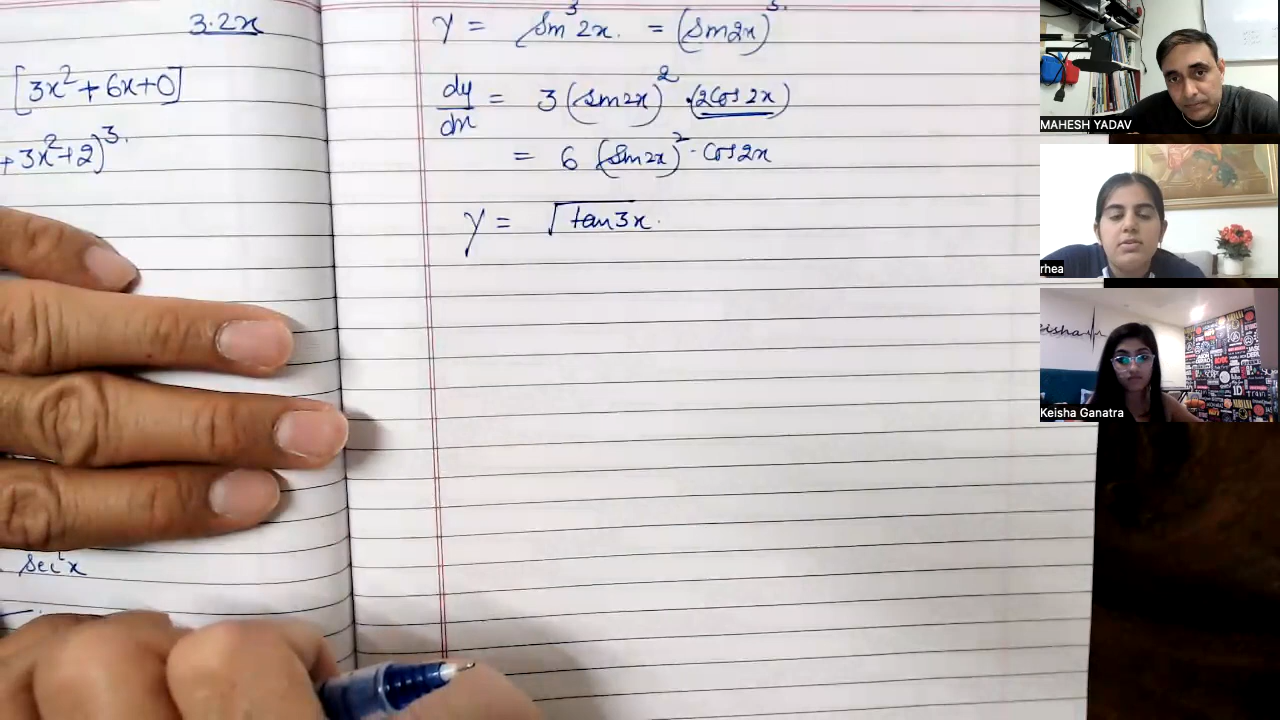 3·2x
[3x² + 6x + 0]
+ 3x² + 2)³·
sec²x
y = sin³ 2x. = (sin2x)³·
dy/dx = 3 (sin2x)² · (2cos 2x)
= 6 (sin2x)² · cos2x
y = √tan3x.
MAHESH YADAV
rhea
eisha
Keisha Ganatra